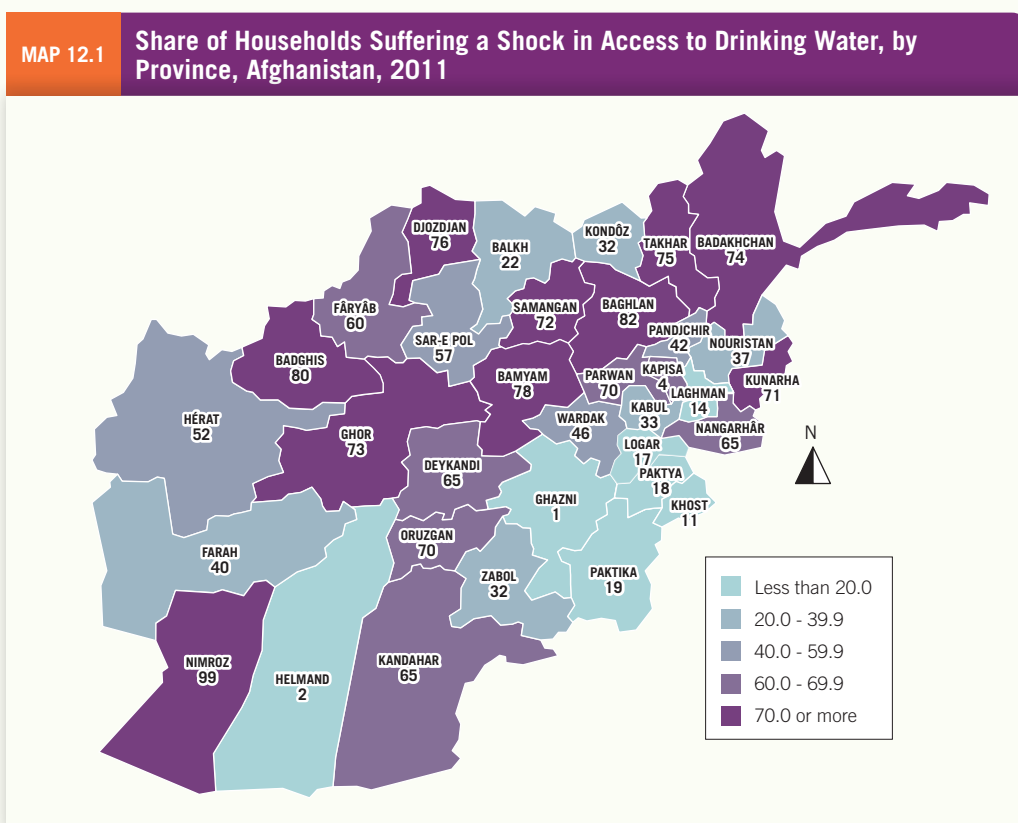 MAP 12.1
Share of Households Suffering a Shock in Access to Drinking Water, by
Province, Afghanistan, 2011
DJOZDJAN
76
BALKH
22
KONDÔZ
32
TAKHAR
75
BADAKHCHAN
74
FÂRYÂB
60
SAR-E POL
57
SAMANGAN
72
BAGHLAN
82
PANDJCHIR
42
NOURISTAN
37
BADGHIS
80
BAMYAM
78
PARWAN
70
KAPISA
4
LAGHMAN
14
KUNARHA
71
HÉRAT
52
GHOR
73
WARDAK
46
KABUL
33
NANGARHÂR
65
LOGAR
17
DEYKANDI
65
PAKTYA
18
KHOST
11
GHAZNI
1
FARAH
40
ORUZGAN
70
ZABOL
32
PAKTIKA
19
NIMROZ
99
HELMAND
2
KANDAHAR
65
N
Less than 20.0
20.0 - 39.9
40.0 - 59.9
60.0 - 69.9
70.0 or more